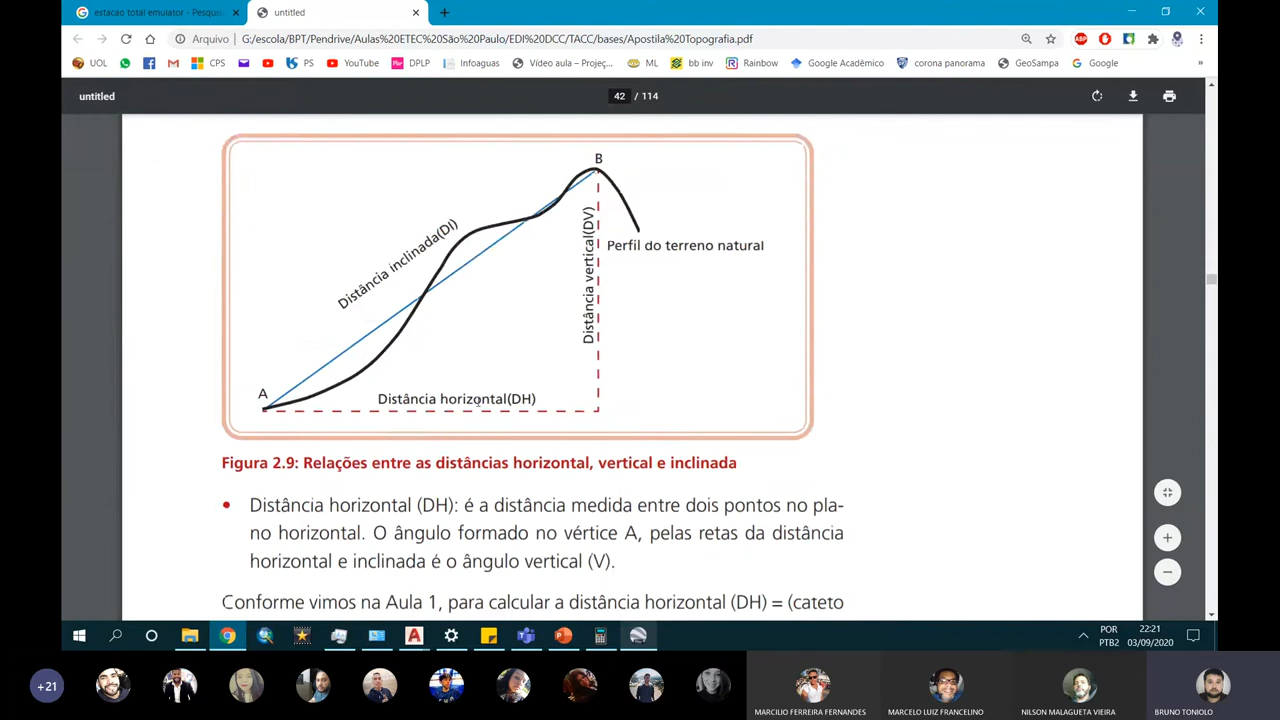 estacao total emulator - Pesqu
untitled
Arquivo
G:/escola/BPT/Pendrive/Aulas%20ETEC%20São%20Paulo/EDI%20DCC/TACC/bases/Apostila%20Topografia.pdf
ABP
UOL
CPS
PS
YouTube
DPLP
Infoaguas
Vídeo aula – Projeç...
ML
bb inv
Rainbow
Google Acadêmico
corona panorama
GeoSampa
Google
»
untitled
42 / 114
B
Distância inclinada(DI)
Distância vertical(DV)
Perfil do terreno natural
A
Distância horizontal(DH)
Figura 2.9: Relações entre as distâncias horizontal, vertical e inclinada
• Distância horizontal (DH): é a distância medida entre dois pontos no pla-
no horizontal. O ângulo formado no vértice A, pelas retas da distância
horizontal e inclinada é o ângulo vertical (V).
Conforme vimos na Aula 1, para calcular a distância horizontal (DH) = (cateto
POR
PTB2
22:21
03/09/2020
+21
MARCILIO FERREIRA FERNANDES
MARCELO LUIZ FRANCELINO
NILSON MALAGUETA VIEIRA
BRUNO TONIOLO